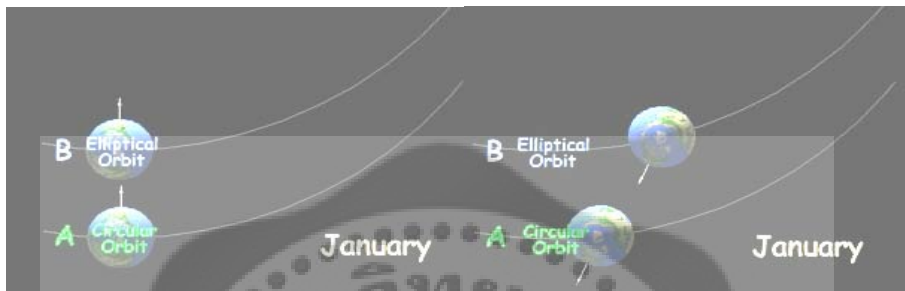 B Elliptical
Orbit
A Circular
Orbit
January
B Elliptical
Orbit
A Circular
Orbit
January